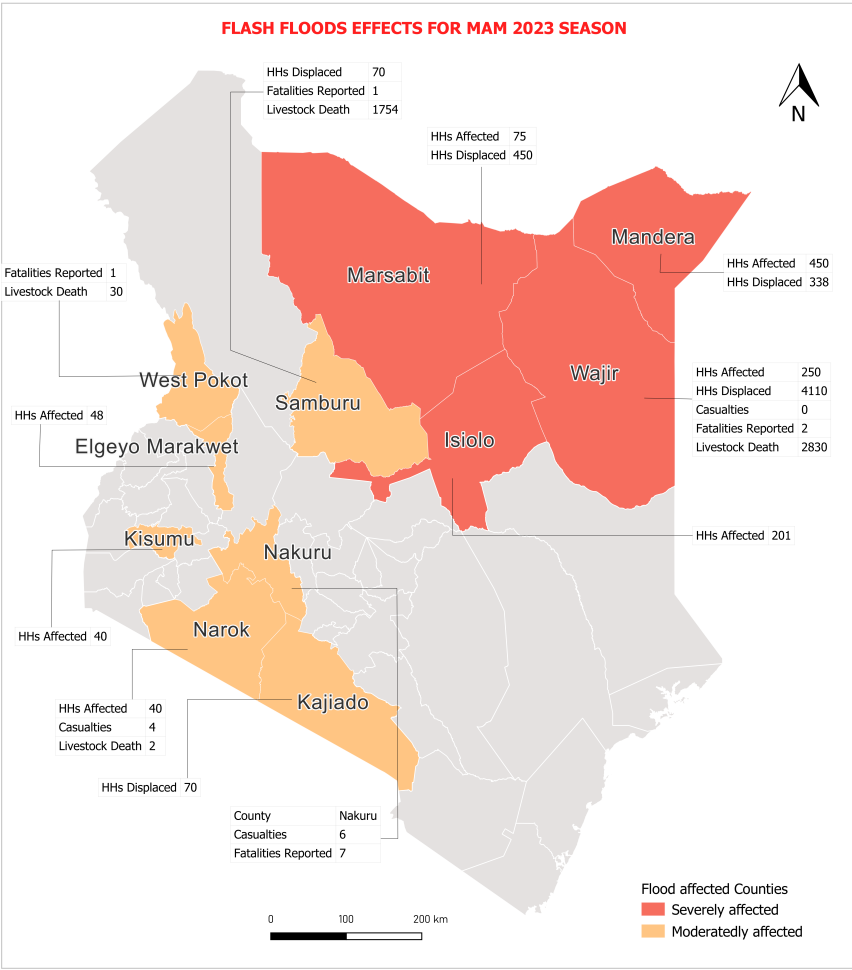 FLASH FLOODS EFFECTS FOR MAM 2023 SEASON
HHs Displaced 70
Fatalities Reported 1
Livestock Death 1754
N
HHs Affected 75
HHs Displaced 450
Mandera
Marsabit
HHs Affected 450
HHs Displaced 338
Fatalities Reported 1
Livestock Death 30
West Pokot
Samburu
Wajir
HHs Affected 250
HHs Displaced 4110
Casualties 0
Fatalities Reported 2
Livestock Death 2830
HHs Affected 48
Elgeyo Marakwet
Isiolo
Kisumu
Nakuru
HHs Affected 201
HHs Affected 40
Narok
Kajiado
HHs Affected 40
Casualties 4
Livestock Death 2
HHs Displaced 70
County Nakuru
Casualties 6
Fatalities Reported 7
Flood affected Counties
Severely affected
Moderatedly affected
0 100 200 km